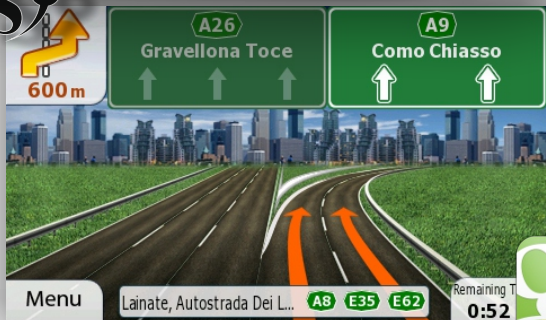 A26
Gravellona Toce
A9
Como Chiasso
600 m
Menu
Lainate, Autostrada Dei L... A8 E35 E62
Remaining T
0:52